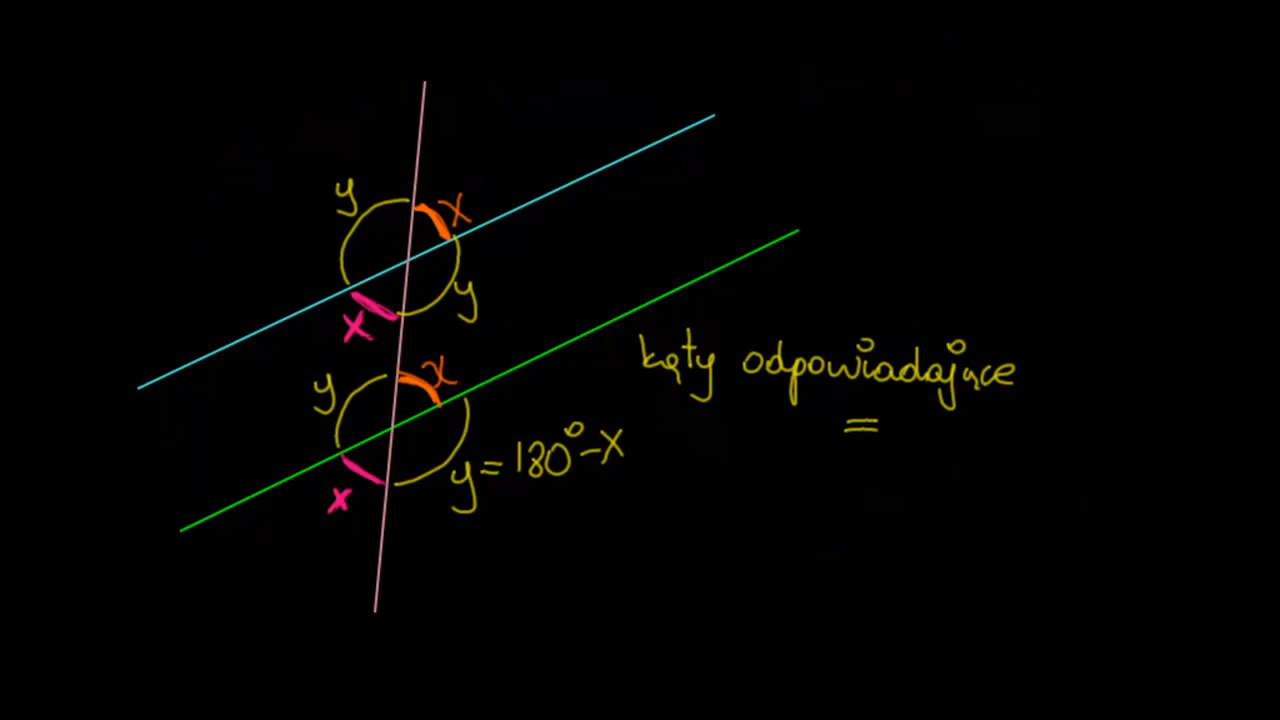 y x
x y
y x
x y = 180° - x
kąty odpowiadające
=